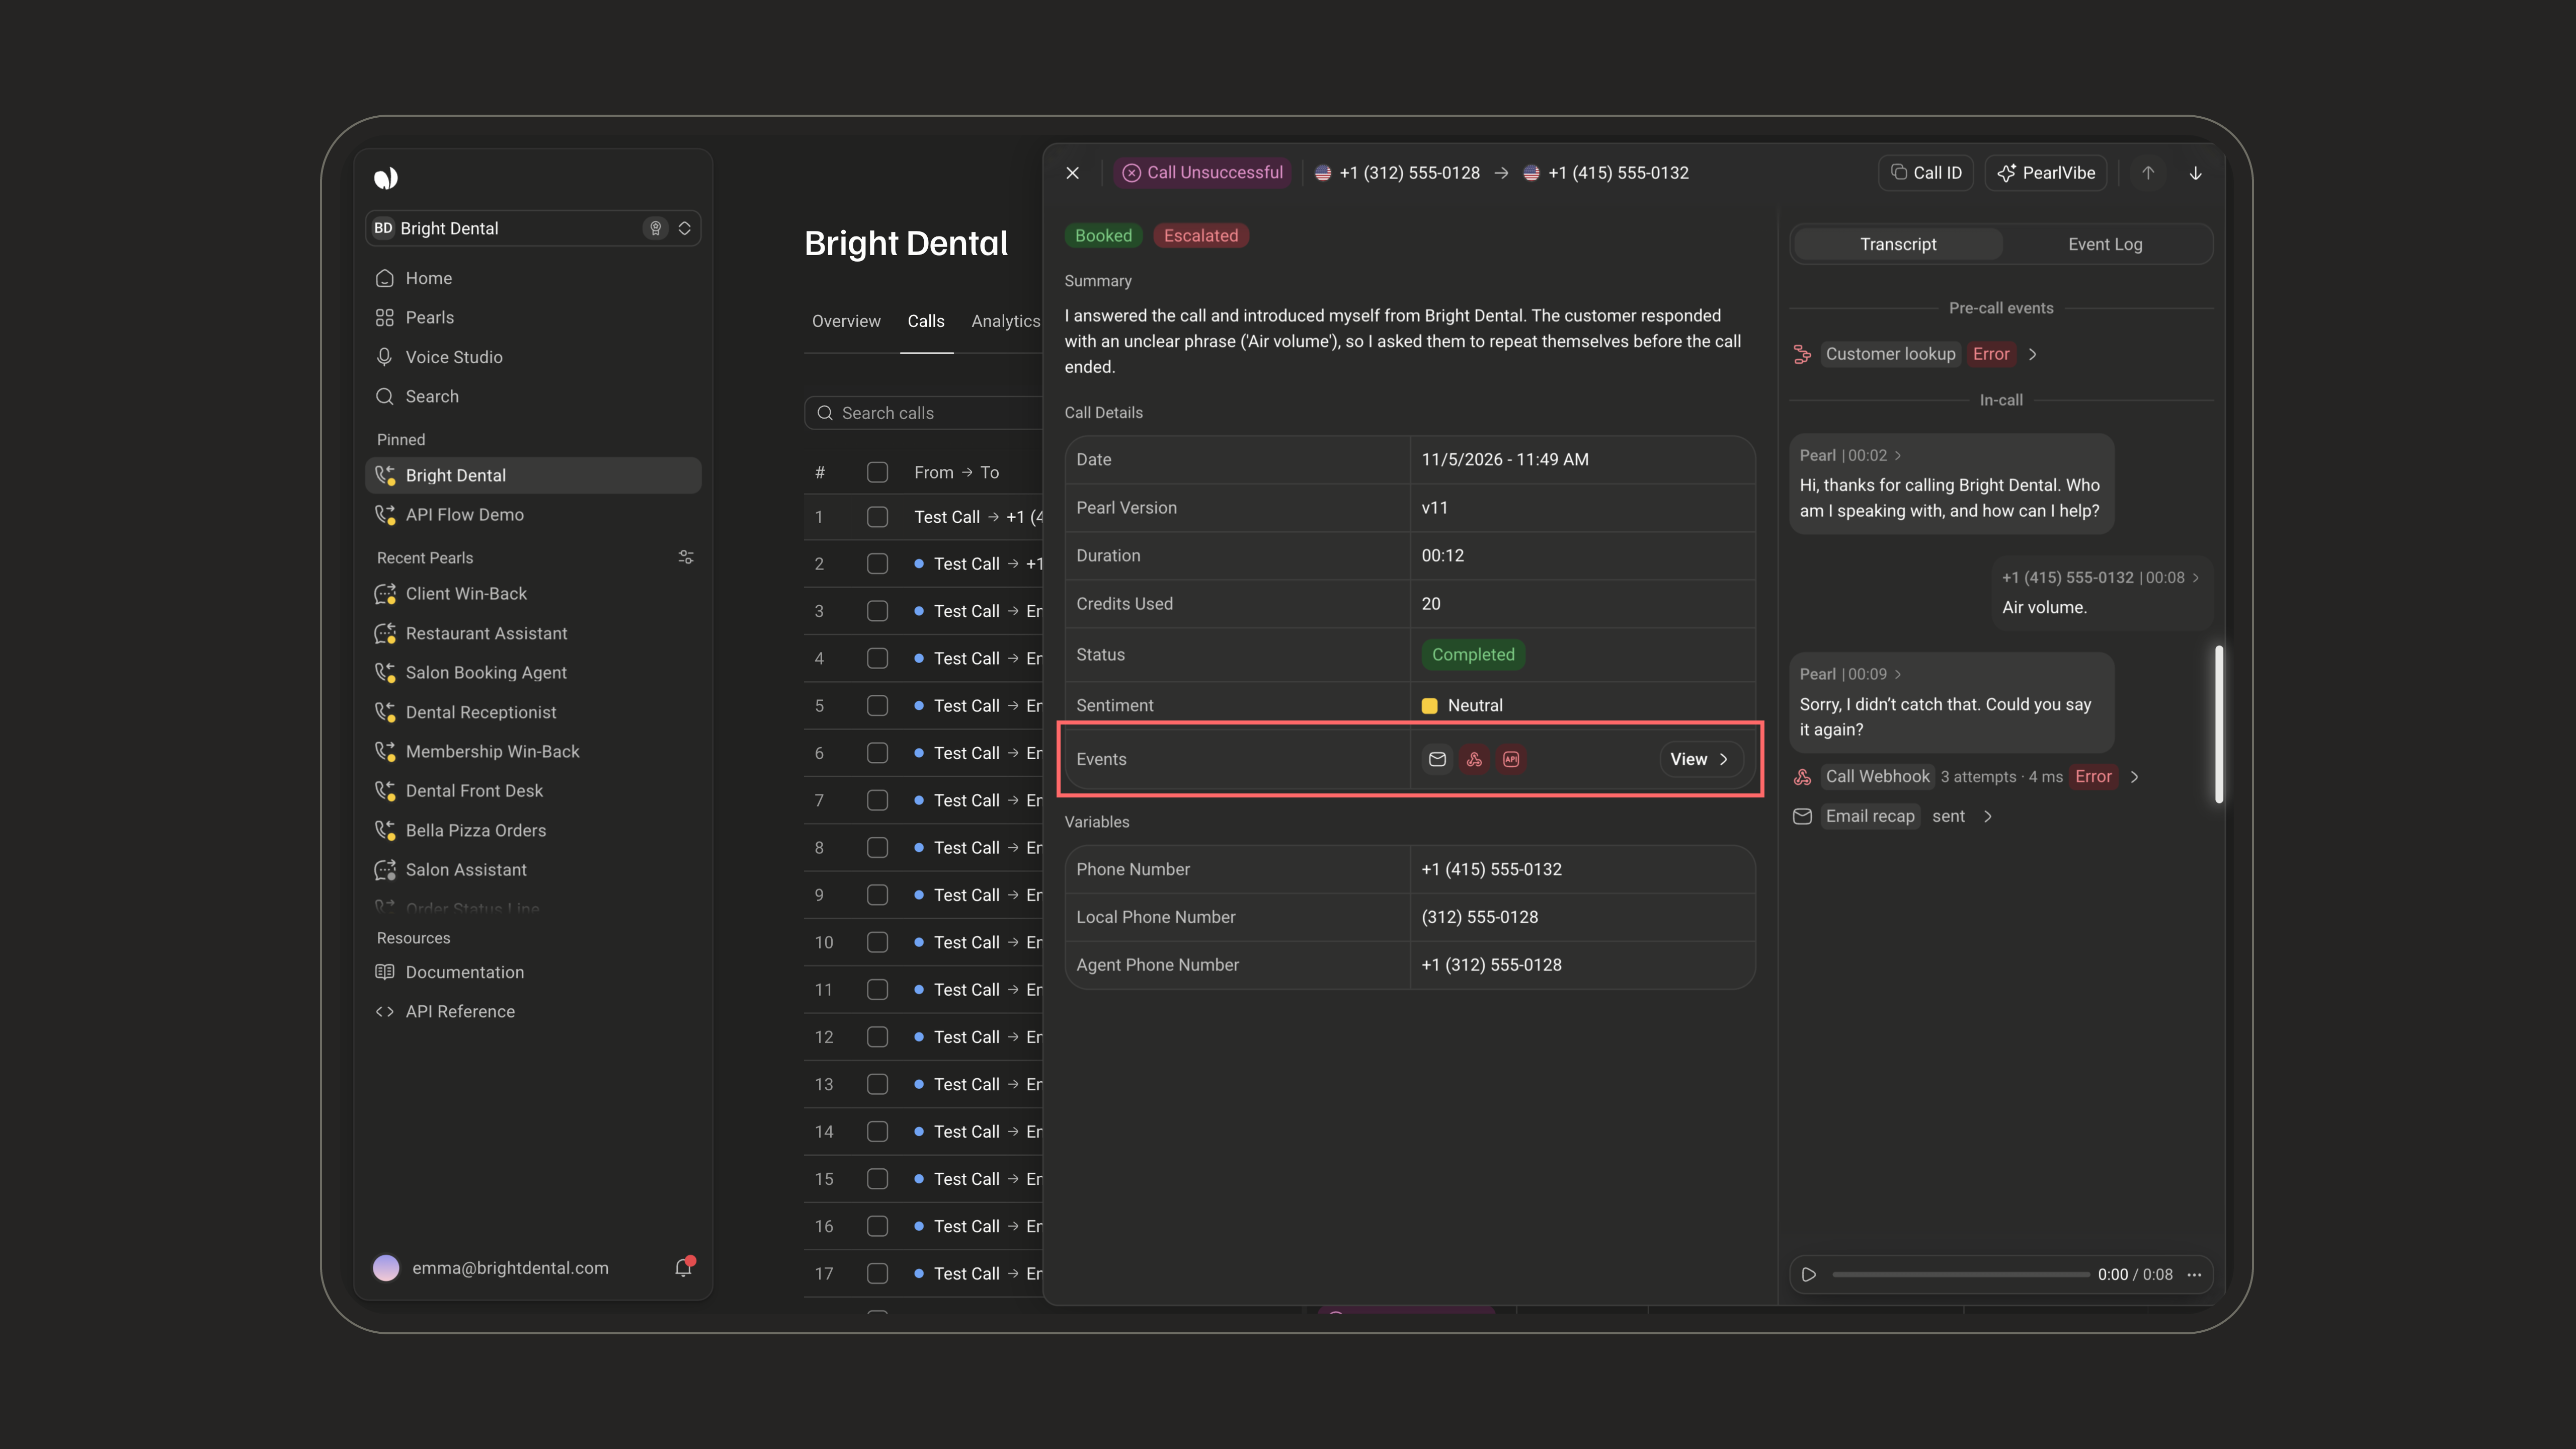 BD Bright Dental
Home
Pearls
Voice Studio
Search
Pinned
Bright Dental
API Flow Demo
Recent Pearls
Client Win-Back
Restaurant Assistant
Salon Booking Agent
Dental Receptionist
Membership Win-Back
Dental Front Desk
Bella Pizza Orders
Salon Assistant
Order Status Line
Resources
Documentation
API Reference
emma@brightdental.com
Bright Dental
Overview Calls Analytics
Search calls
# From → To
1 Test Call → +1 (4
2 Test Call → +1
3 Test Call → Er
4 Test Call → Er
5 Test Call → Er
6 Test Call → Er
7 Test Call → Er
8 Test Call → Er
9 Test Call → Er
10 Test Call → Er
11 Test Call → Er
12 Test Call → Er
13 Test Call → Er
14 Test Call → Er
15 Test Call → Er
16 Test Call → Er
17 Test Call → Er
Call Unsuccessful +1 (312) 555-0128 → +1 (415) 555-0132
Call ID PearlVibe
Booked Escalated
Summary
I answered the call and introduced myself from Bright Dental. The customer responded
with an unclear phrase ('Air volume'), so I asked them to repeat themselves before the call
ended.
Call Details
Date 11/5/2026 - 11:49 AM
Pearl Version v11
Duration 00:12
Credits Used 20
Status Completed
Sentiment Neutral
Events API View
Variables
Phone Number +1 (415) 555-0132
Local Phone Number (312) 555-0128
Agent Phone Number +1 (312) 555-0128
Transcript Event Log
Pre-call events
Customer lookup Error
In-call
Pearl | 00:02
Hi, thanks for calling Bright Dental. Who
am I speaking with, and how can I help?
+1 (415) 555-0132 | 00:08
Air volume.
Pearl | 00:09
Sorry, I didn’t catch that. Could you say
it again?
Call Webhook 3 attempts · 4 ms Error
Email recap sent
0:00 / 0:08